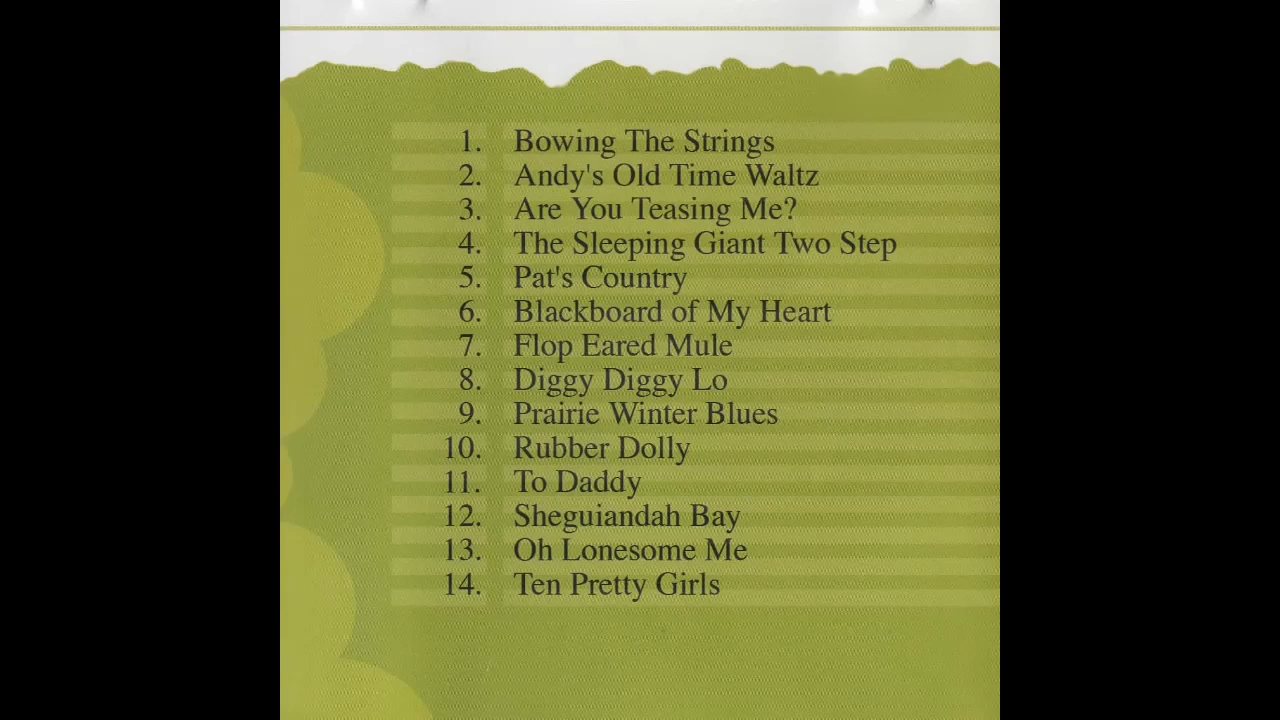 1. Bowing The Strings
2. Andy's Old Time Waltz
3. Are You Teasing Me?
4. The Sleeping Giant Two Step
5. Pat's Country
6. Blackboard of My Heart
7. Flop Eared Mule
8. Diggy Diggy Lo
9. Prairie Winter Blues
10. Rubber Dolly
11. To Daddy
12. Sheguiandah Bay
13. Oh Lonesome Me
14. Ten Pretty Girls